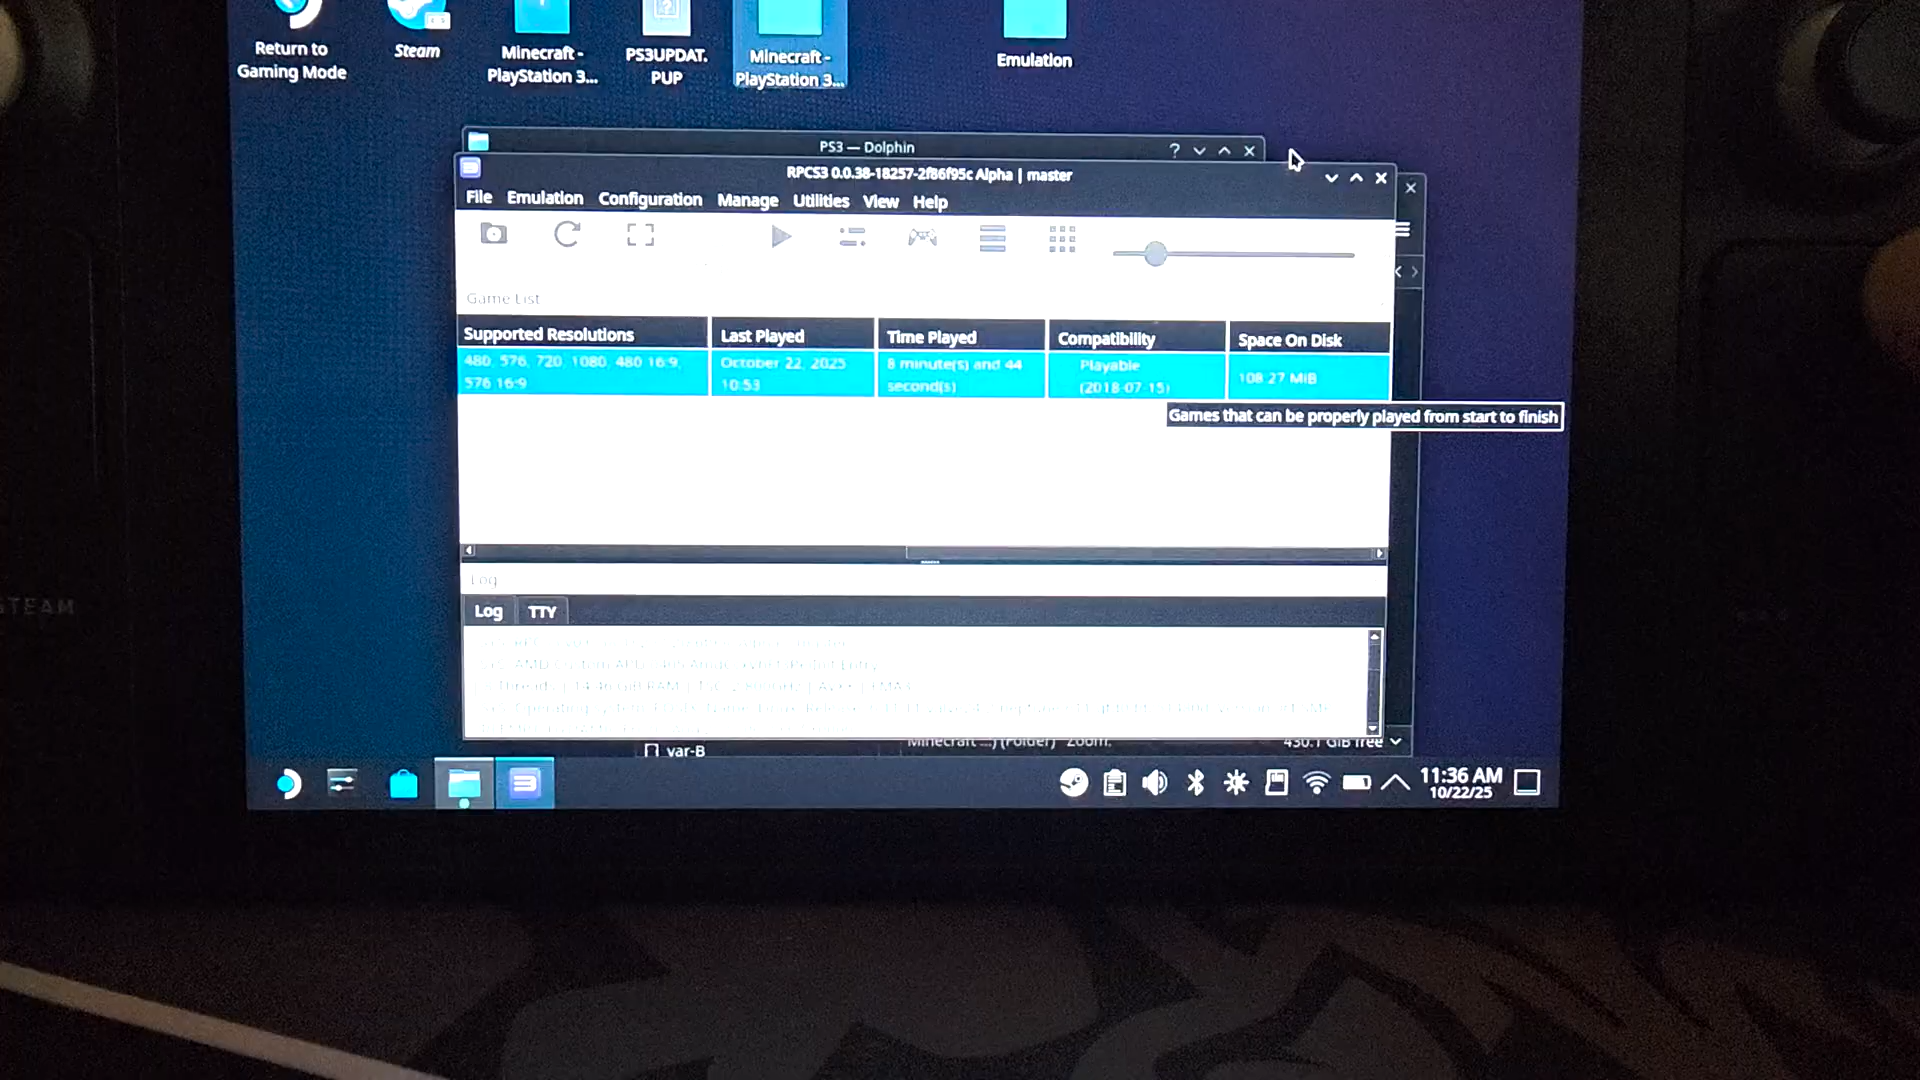 Return to
Gaming Mode
Steam
Minecraft -
PlayStation 3...
PS3UPDAT.
PUP
Minecraft -
PlayStation 3...
Emulation
PS3 — Dolphin
RPCS3 0.0.38-18257-2f86f95c Alpha | master
File Emulation Configuration Manage Utilities View Help
Game List
Supported Resolutions Last Played Time Played Compatibility Space On Disk
480, 576, 720, 1080, 480 16:9,
576 16:9
October 22, 2025
10:53
8 minute(s) and 44
second(s)
Playable
(2018-07-15)
108.27 MiB
Games that can be properly played from start to finish
Log
Log TTY
var-B
Minecraft ...) (Folder) Zoom:
430.1 GiB free
11:36 AM
10/22/25
STEAM